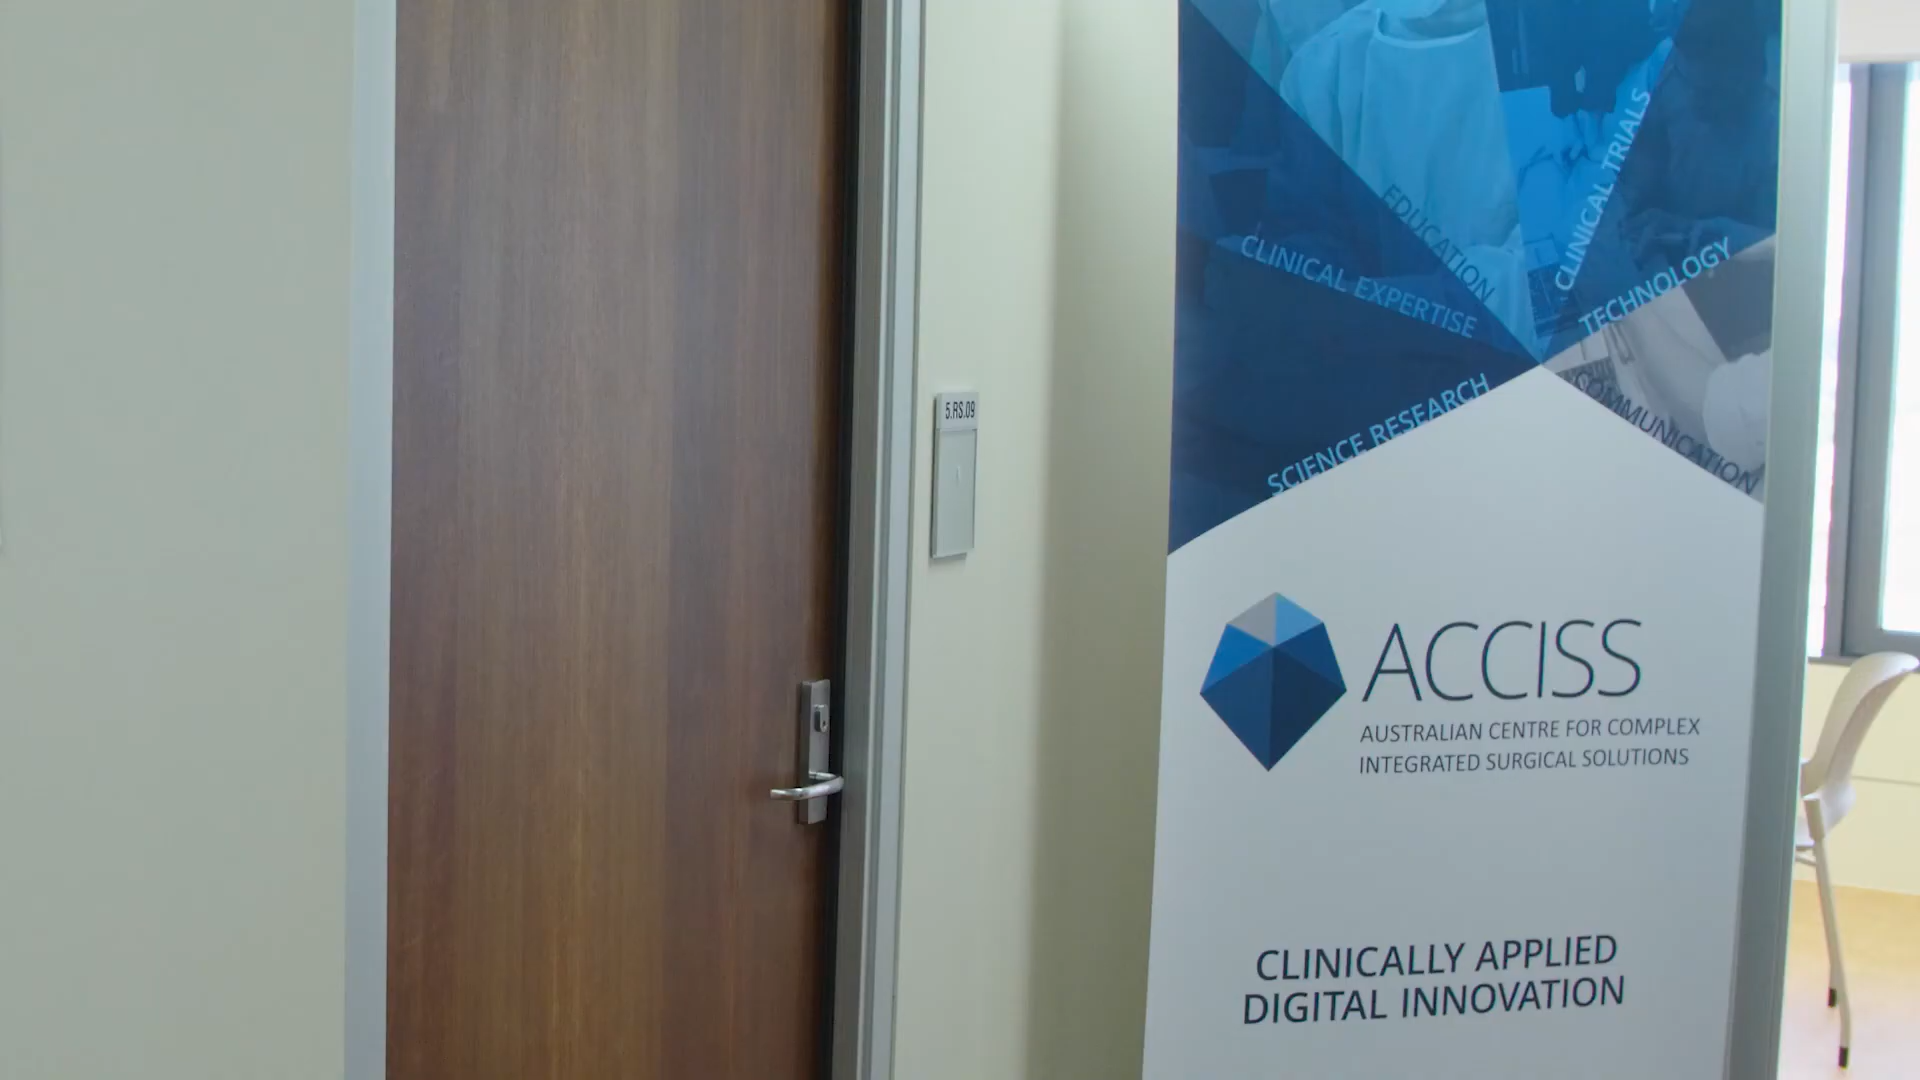 5.RS.09
EDUCATION
CLINICAL TRIALS
CLINICAL EXPERTISE
TECHNOLOGY
SCIENCE RESEARCH
COMMUNICATION
ACCISS
AUSTRALIAN CENTRE FOR COMPLEX
INTEGRATED SURGICAL SOLUTIONS
CLINICALLY APPLIED
DIGITAL INNOVATION